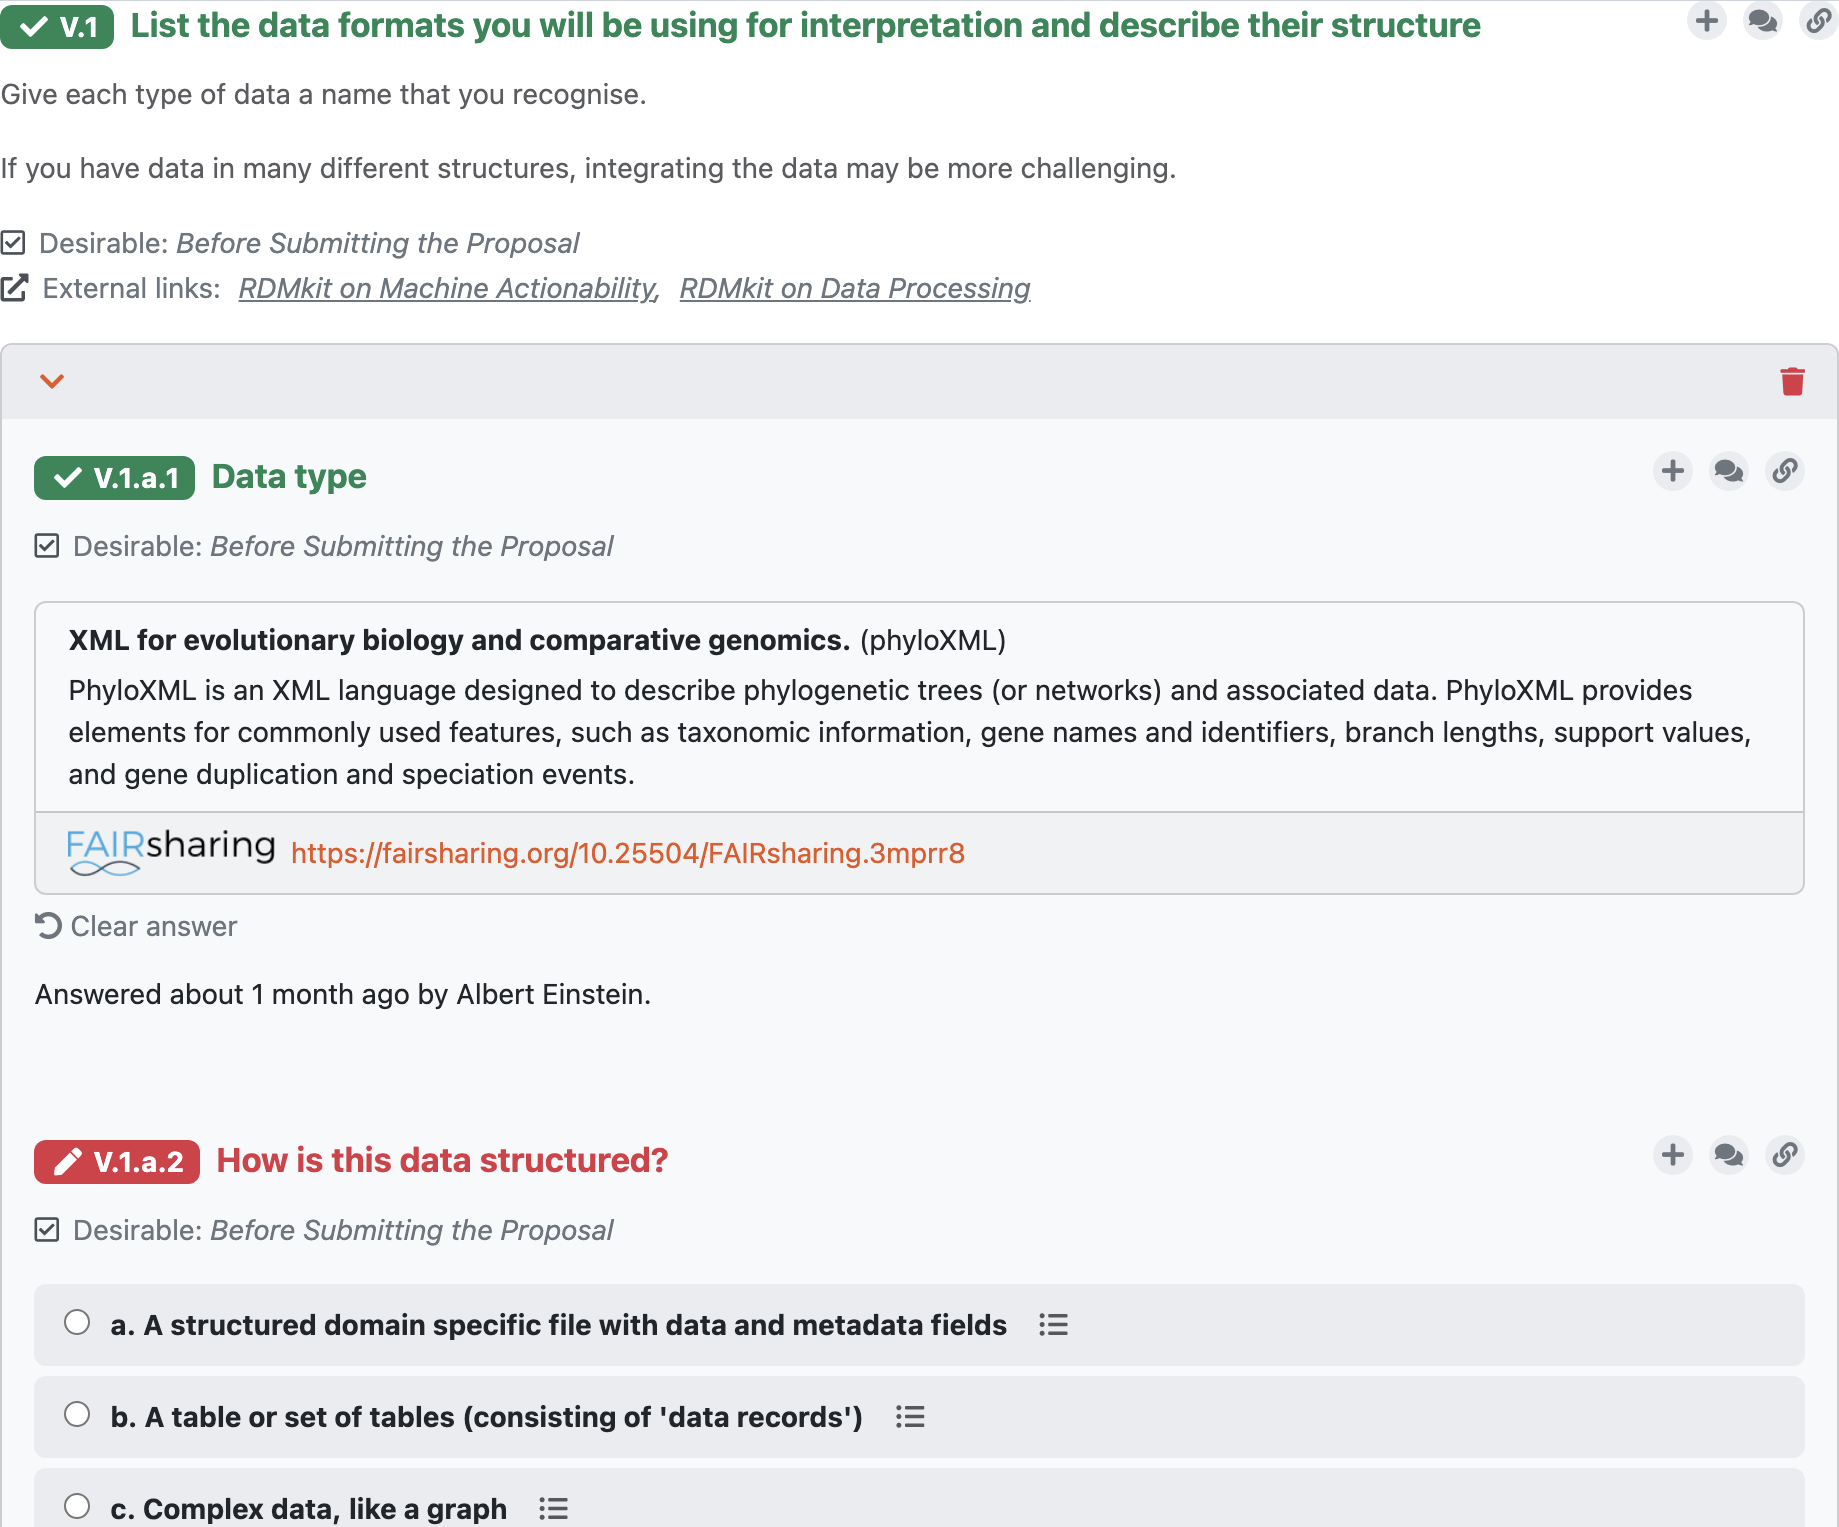 V.1 List the data formats you will be using for interpretation and describe their structure
Give each type of data a name that you recognise.
If you have data in many different structures, integrating the data may be more challenging.
Desirable: Before Submitting the Proposal
External links: RDMkit on Machine Actionability, RDMkit on Data Processing
V.1.a.1 Data type
Desirable: Before Submitting the Proposal
XML for evolutionary biology and comparative genomics. (phyloXML)
PhyloXML is an XML language designed to describe phylogenetic trees (or networks) and associated data. PhyloXML provides
elements for commonly used features, such as taxonomic information, gene names and identifiers, branch lengths, support values,
and gene duplication and speciation events.
FAIRsharing https://fairsharing.org/10.25504/FAIRsharing.3mprr8
Clear answer
Answered about 1 month ago by Albert Einstein.
V.1.a.2 How is this data structured?
Desirable: Before Submitting the Proposal
a. A structured domain specific file with data and metadata fields
b. A table or set of tables (consisting of 'data records')
c. Complex data, like a graph